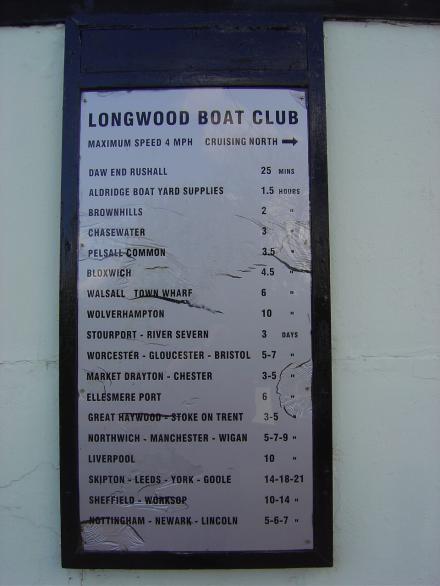 LONGWOOD BOAT CLUB
MAXIMUM SPEED 4 MPH CRUISING NORTH →
DAW END RUSHALL 25 MINS
ALDRIDGE BOAT YARD SUPPLIES 1.5 HOURS
BROWNHILLS 2 "
CHASEWATER 3 "
PELSALL COMMON 3.5 "
BLOXWICH 4.5 "
WALSALL TOWN WHARF 6 "
WOLVERHAMPTON 10 "
STOURPORT - RIVER SEVERN 3 DAYS
WORCESTER - GLOUCESTER - BRISTOL 5-7 "
MARKET DRAYTON - CHESTER 3-5 "
ELLESMERE PORT 6 "
GREAT HAYWOOD - STOKE ON TRENT 3-5 "
NORTHWICH - MANCHESTER - WIGAN 5-7-9 "
LIVERPOOL 10 "
SKIPTON - LEEDS - YORK - GOOLE 14-18-21
SHEFFIELD - WORKSOP 10-14 "
NOTTINGHAM - NEWARK - LINCOLN 5-6-7 "